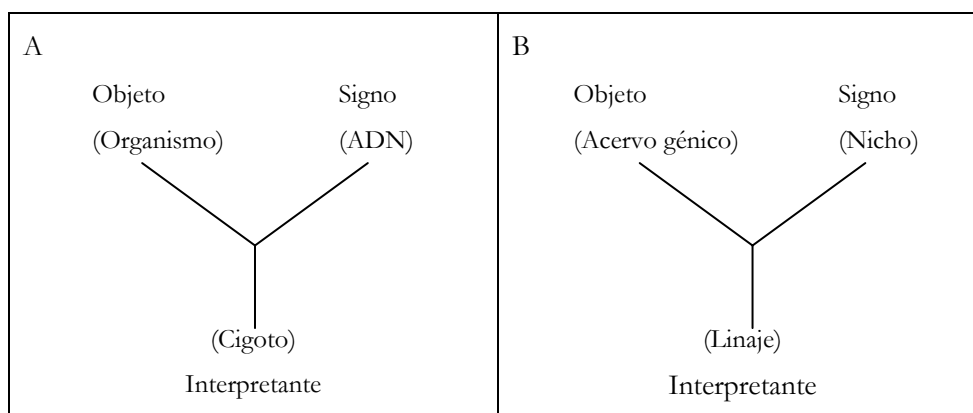 A
Objeto Signo
(Organismo) (ADN)
(Cigoto)
Interpretante
B
Objeto Signo
(Acervo génico) (Nicho)
(Linaje)
Interpretante